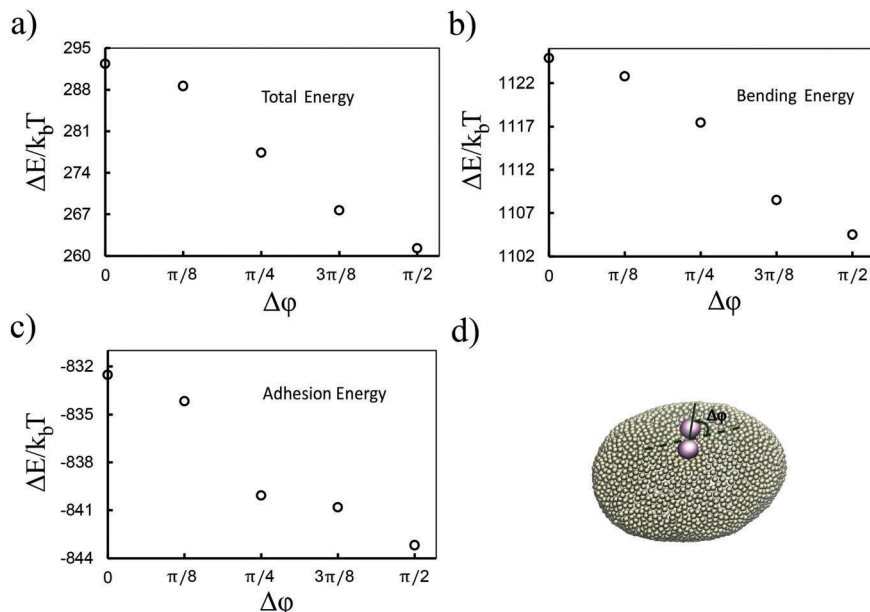 a)
295
288
281
274
267
260
ΔE/k_bT
Total Energy
0 π/8 π/4 3π/8 π/2
Δφ
b)
1122
1117
1112
1107
1102
ΔE/k_bT
Bending Energy
0 π/8 π/4 3π/8 π/2
Δφ
c)
-832
-835
-838
-841
-844
ΔE/k_bT
Adhesion Energy
0 π/8 π/4 3π/8 π/2
Δφ
d)
Δφ